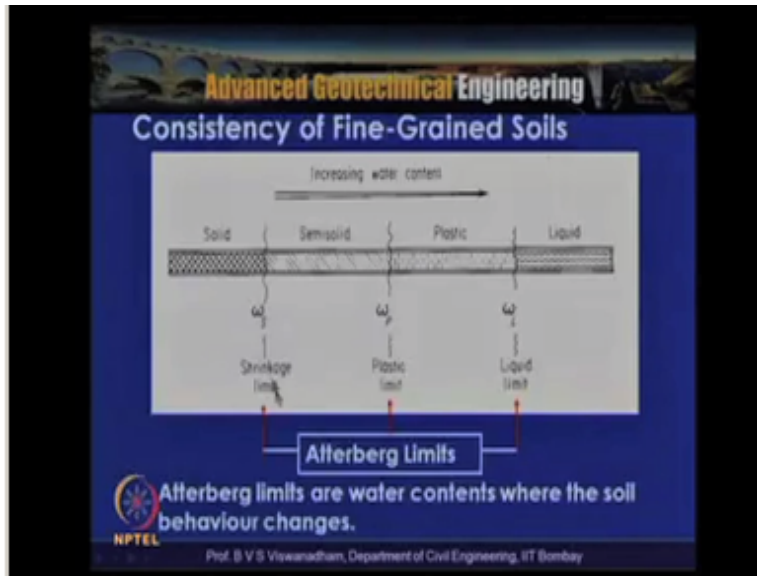 Advanced Geotechnical Engineering
Consistency of Fine-Grained Soils
Increasing water content
Solid Semisolid Plastic Liquid
ω ω ω
Shrinkage limit Plastic limit Liquid limit
Atterberg Limits
Atterberg limits are water contents where the soil
behaviour changes.
NPTEL
Prof. B V S Viswanadham, Department of Civil Engineering, IIT Bombay